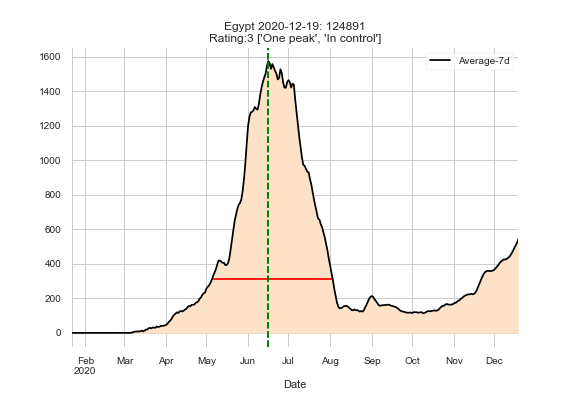 Egypt 2020-12-19: 124891
Rating:3 ['One peak', 'In control']
Average-7d
1600
1400
1200
1000
800
600
400
200
0
Feb Mar Apr May Jun Jul Aug Sep Oct Nov Dec
2020
Date